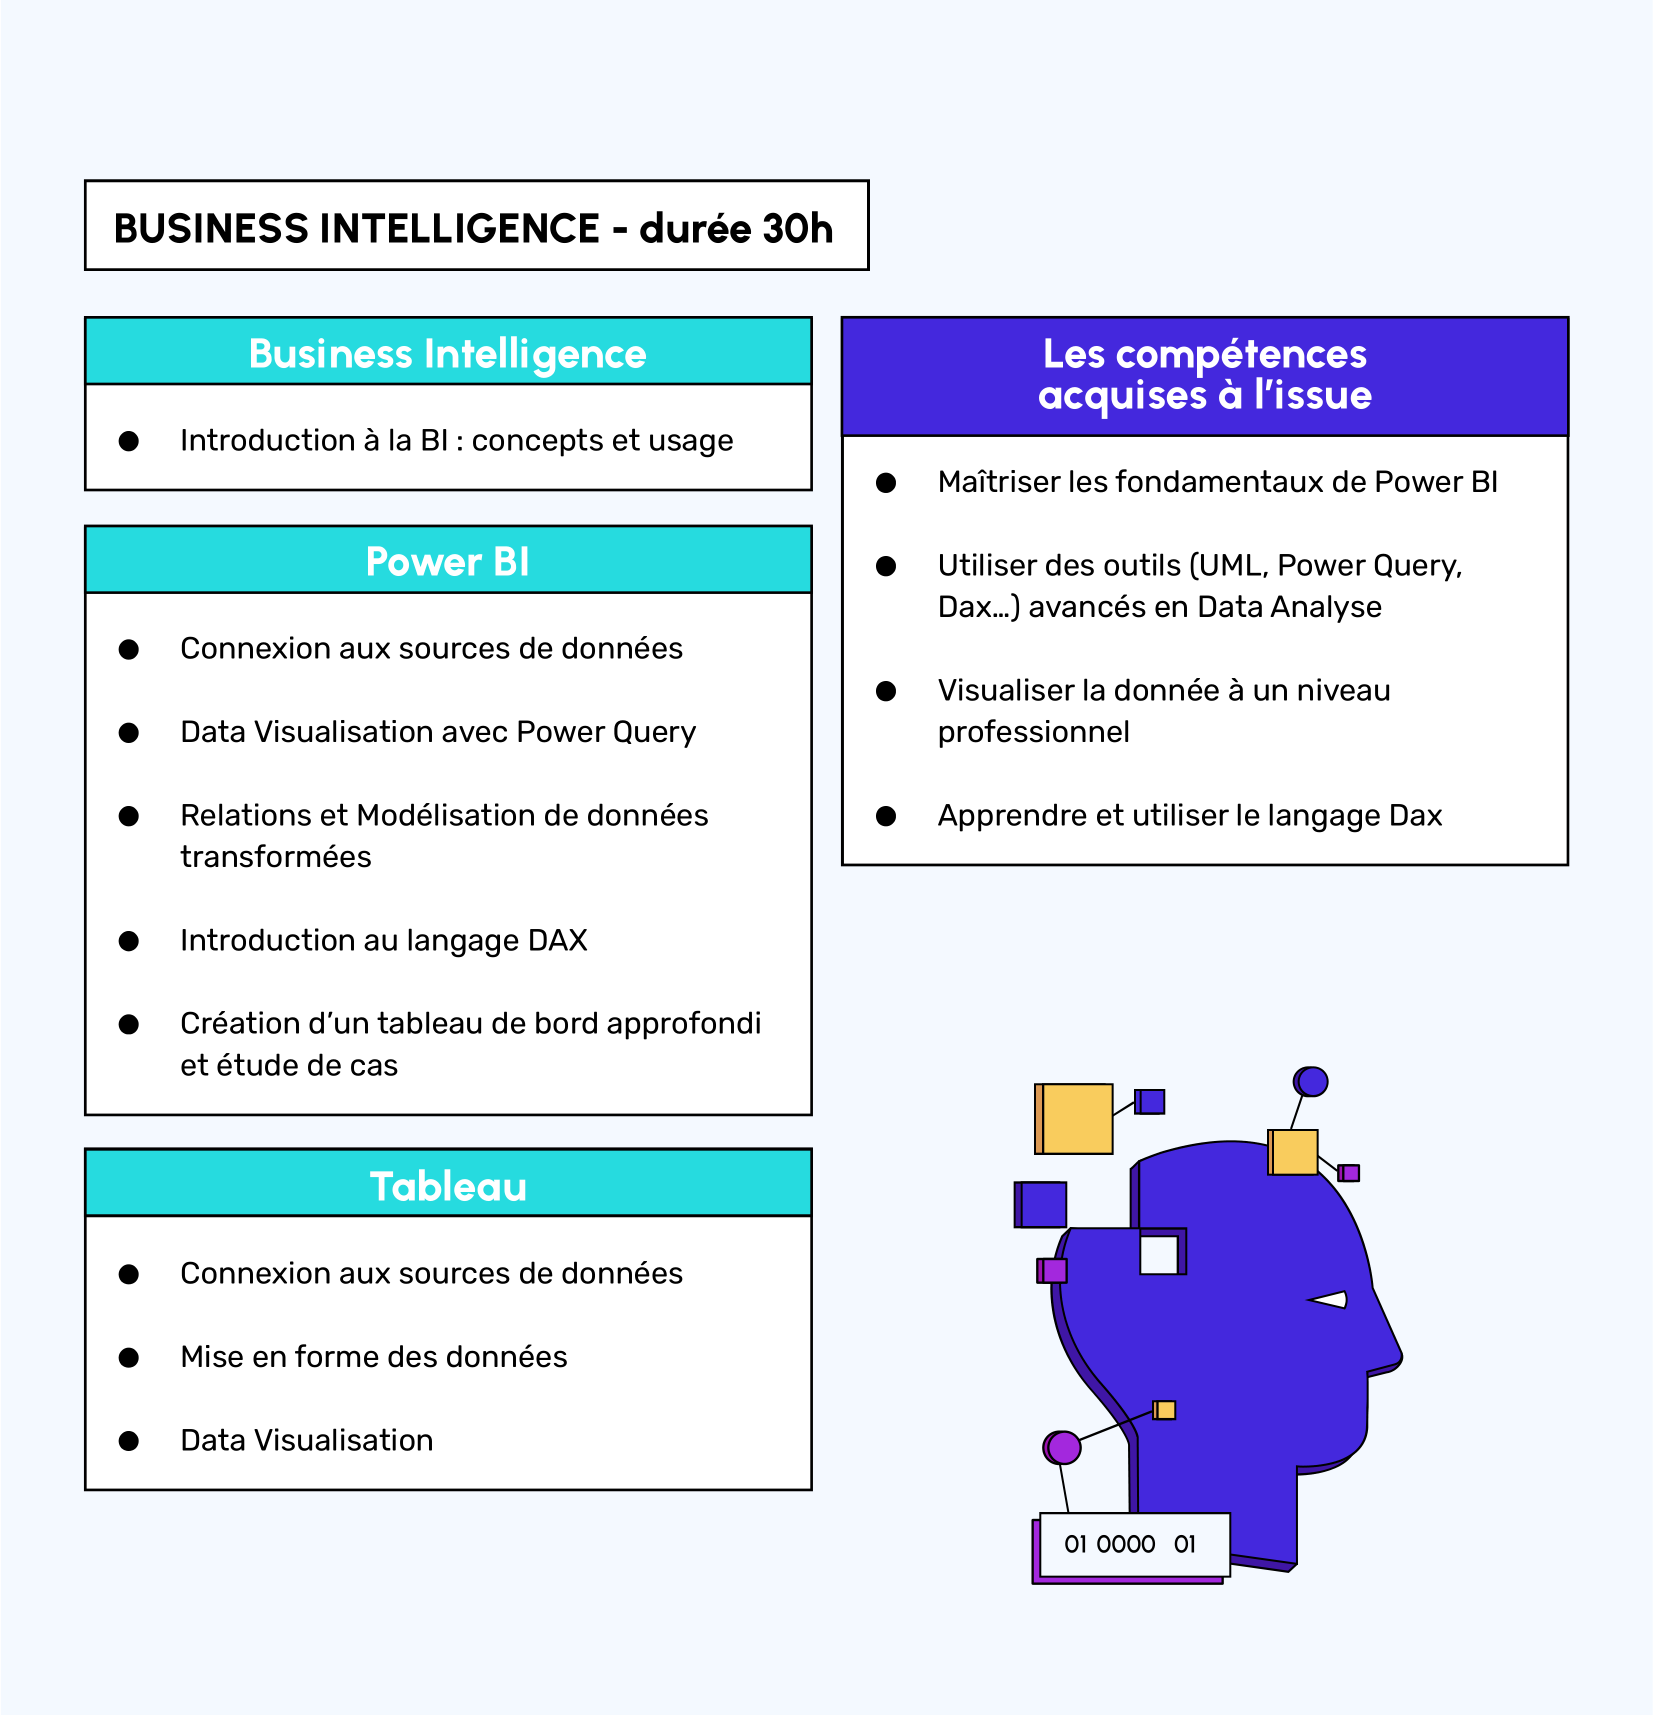 BUSINESS INTELLIGENCE - durée 30h
Business Intelligence
● Introduction à la BI : concepts et usage
Power BI
● Connexion aux sources de données
● Data Visualisation avec Power Query
● Relations et Modélisation de données
transformées
● Introduction au langage DAX
● Création d’un tableau de bord approfondi
et étude de cas
Tableau
● Connexion aux sources de données
● Mise en forme des données
● Data Visualisation
Les compétences
acquises à l’issue
● Maîtriser les fondamentaux de Power BI
● Utiliser des outils (UML, Power Query,
Dax...) avancés en Data Analyse
● Visualiser la donnée à un niveau
professionnel
● Apprendre et utiliser le langage Dax
01 0000 01